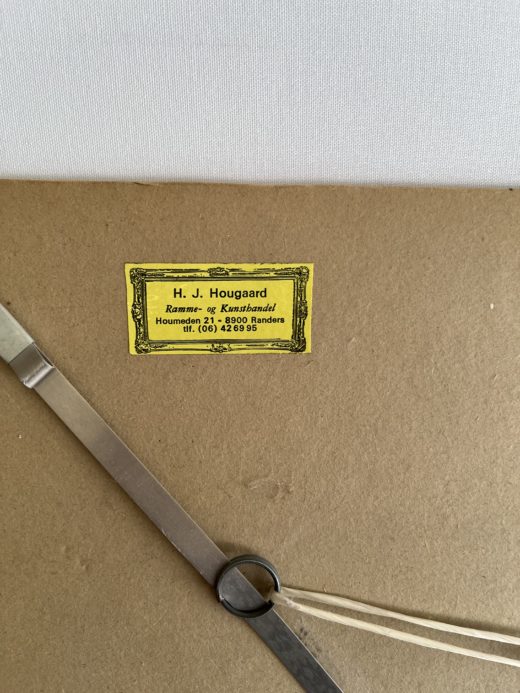 H. J. Hougaard
Ramme- og Kunsthandel
Houmeden 21 - 8900 Randers
tlf. (06) 42 69 95